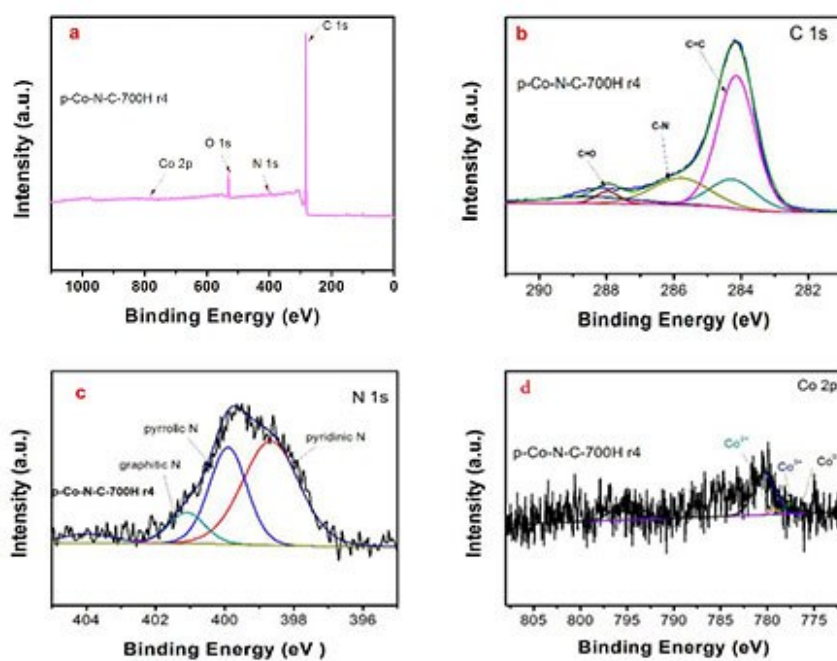 a
C 1s
p-Co-N-C-700H r4
O 1s
Co 2p
N 1s
Intensity (a.u.)
1000 800 600 400 200 0
Binding Energy (eV)
b
C 1s
C=C
p-Co-N-C-700H r4
C-N
C=O
Intensity (a.u.)
290 288 286 284 282
Binding Energy (eV)
c
N 1s
pyrrolic N
pyridinic N
graphitic N
p-Co-N-C-700H r4
Intensity (a.u.)
404 402 400 398 396
Binding Energy (eV )
d
Co 2p
p-Co-N-C-700H r4
Intensity (a.u.)
805 800 795 790 785 780 775
Binding Energy (eV)